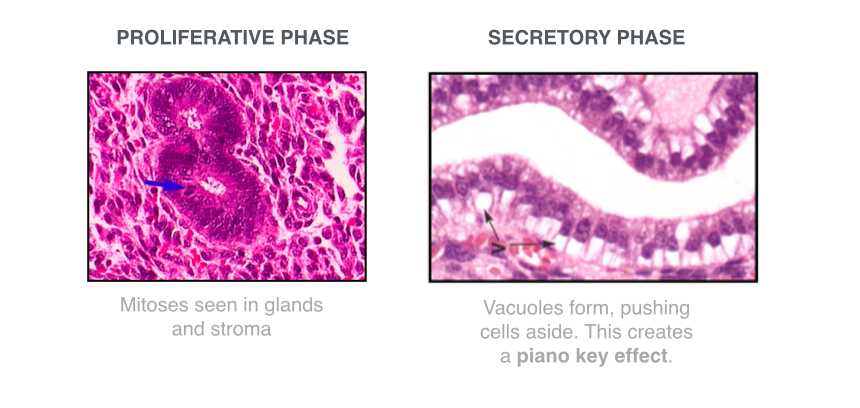 PROLIFERATIVE PHASE
SECRETORY PHASE
V
Mitoses seen in glands
and stroma
Vacuoles form, pushing
cells aside. This creates
a piano key effect.